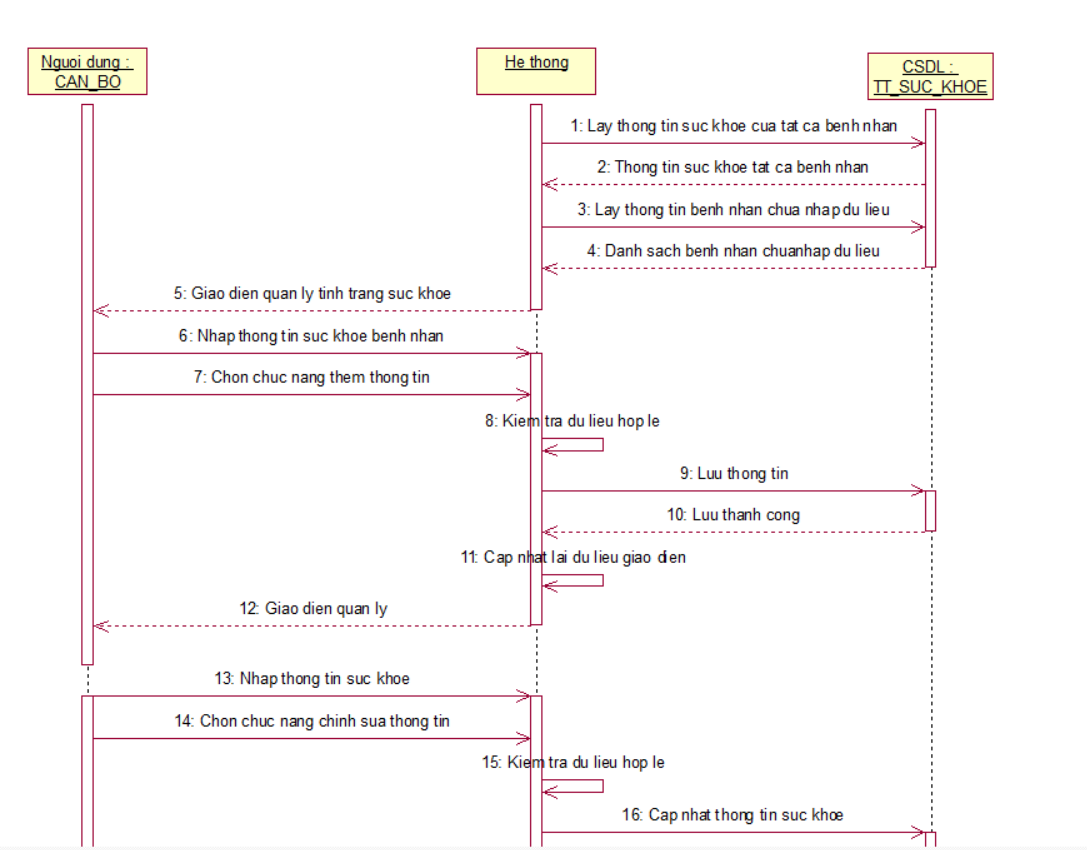 Nguoi dung :
CAN_BO
He thong
CSDL :
TT_SUC_KHOE
1: Lay thong tin suc khoe cua tat ca benh nhan
2: Thong tin suc khoe tat ca benh nhan
3: Lay thong tin benh nhan chua nhap du lieu
4: Danh sach benh nhan chuanhap du lieu
5: Giao dien quan ly tinh trang suc khoe
6: Nhap thong tin suc khoe benh nhan
7: Chon chuc nang them thong tin
8: Kiem tra du lieu hop le
9: Luu thong tin
10: Luu thanh cong
11: Cap nhat lai du lieu giao dien
12: Giao dien quan ly
13: Nhap thong tin suc khoe
14: Chon chuc nang chinh sua thong tin
15: Kiem tra du lieu hop le
16: Cap nhat thong tin suc khoe